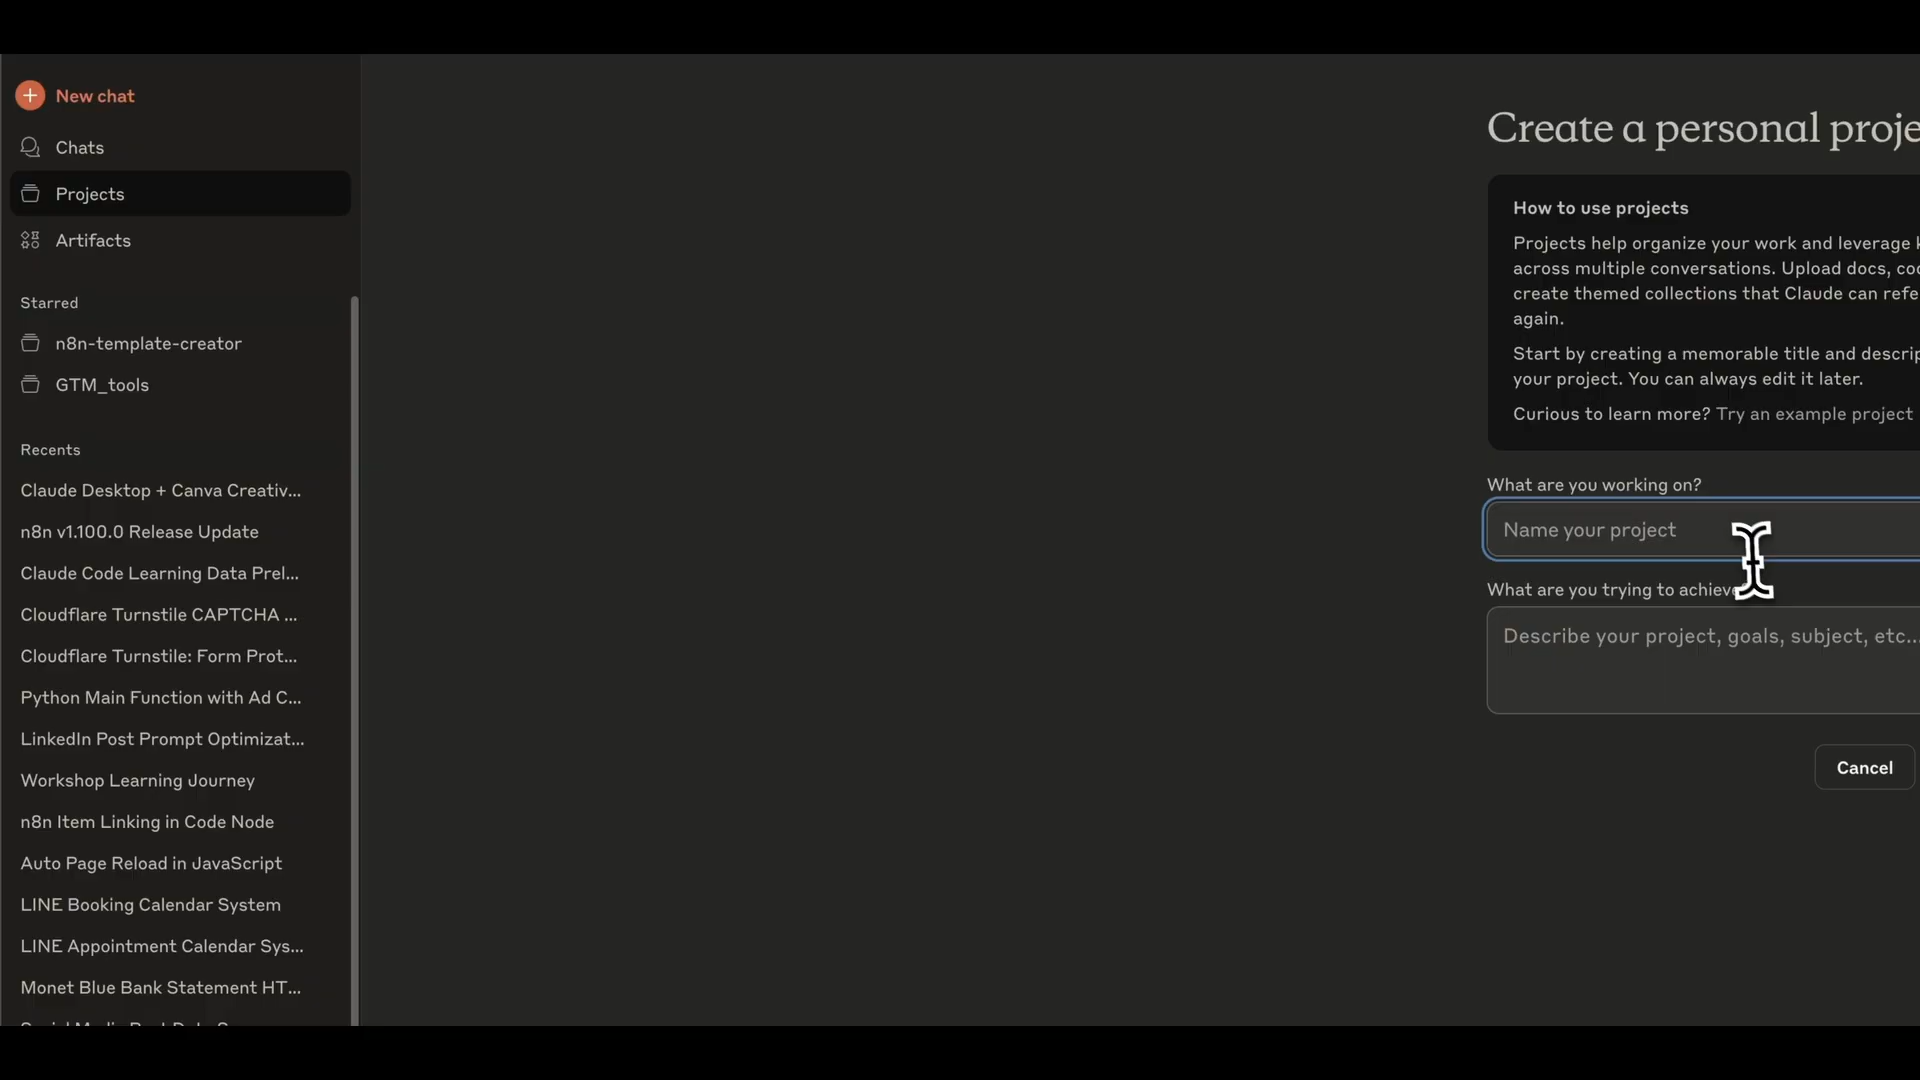 New chat
Chats
Projects
Artifacts
Starred
n8n-template-creator
GTM_tools
Recents
Claude Desktop + Canva Creativ...
n8n v1.100.0 Release Update
Claude Code Learning Data Prel...
Cloudflare Turnstile CAPTCHA ...
Cloudflare Turnstile: Form Prot...
Python Main Function with Ad C...
LinkedIn Post Prompt Optimizat...
Workshop Learning Journey
n8n Item Linking in Code Node
Auto Page Reload in JavaScript
LINE Booking Calendar System
LINE Appointment Calendar Sys...
Monet Blue Bank Statement HT...
Create a personal proje
How to use projects
Projects help organize your work and leverage
across multiple conversations. Upload docs,
create themed collections that Claude can refe
again.
Start by creating a memorable title and descrip
your project. You can always edit it later.
Curious to learn more? Try an example project
What are you working on?
Name your project
What are you trying to achieve
Describe your project, goals, subject, etc...
Cancel